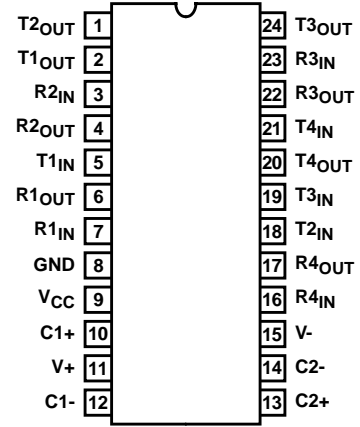 T2OUT 1 24 T3OUT
T1OUT 2 23 R3IN
R2IN 3 22 R3OUT
R2OUT 4 21 T4IN
T1IN 5 20 T4OUT
R1OUT 6 19 T3IN
R1IN 7 18 T2IN
GND 8 17 R4OUT
VCC 9 16 R4IN
C1+ 10 15 V-
V+ 11 14 C2-
C1- 12 13 C2+